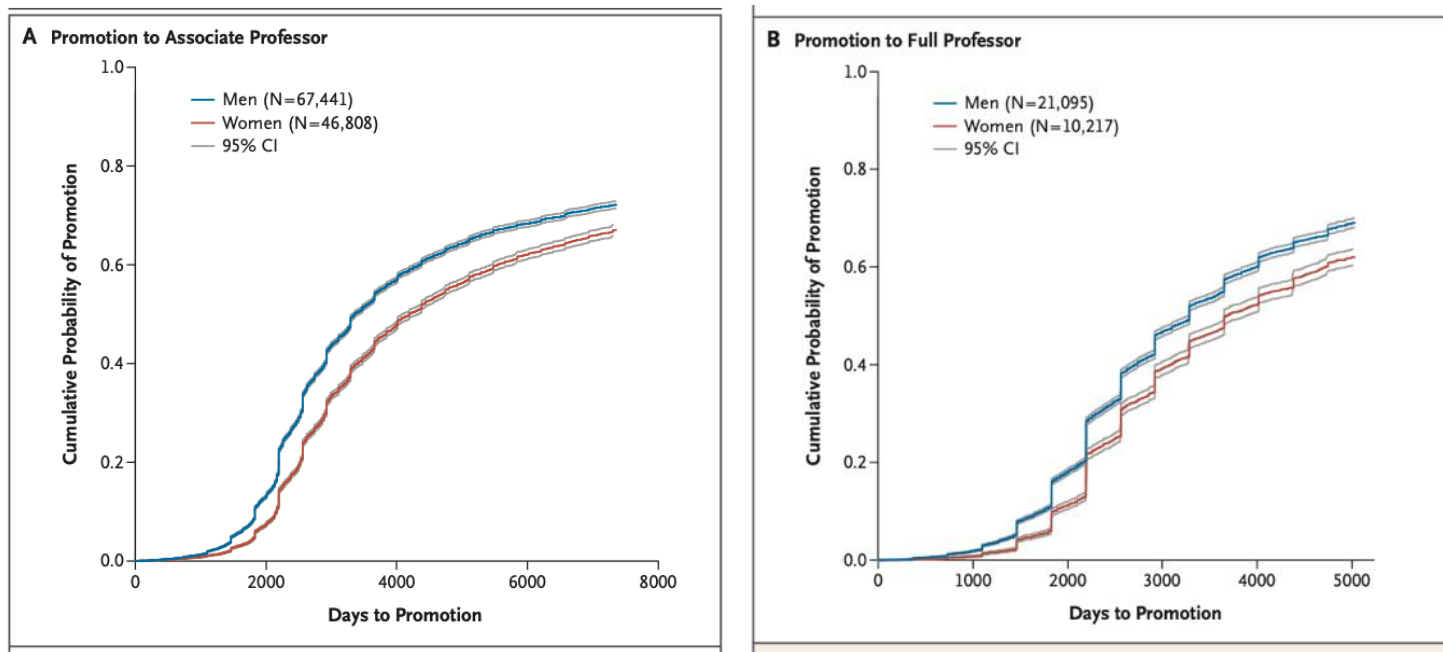 A Promotion to Associate Professor
1.0
0.8
0.6
0.4
0.2
0.0
Cumulative Probability of Promotion
Men (N=67,441)
Women (N=46,808)
95% CI
0 2000 4000 6000 8000
Days to Promotion
B Promotion to Full Professor
1.0
0.8
0.6
0.4
0.2
0.0
Cumulative Probability of Promotion
Men (N=21,095)
Women (N=10,217)
95% CI
0 1000 2000 3000 4000 5000
Days to Promotion